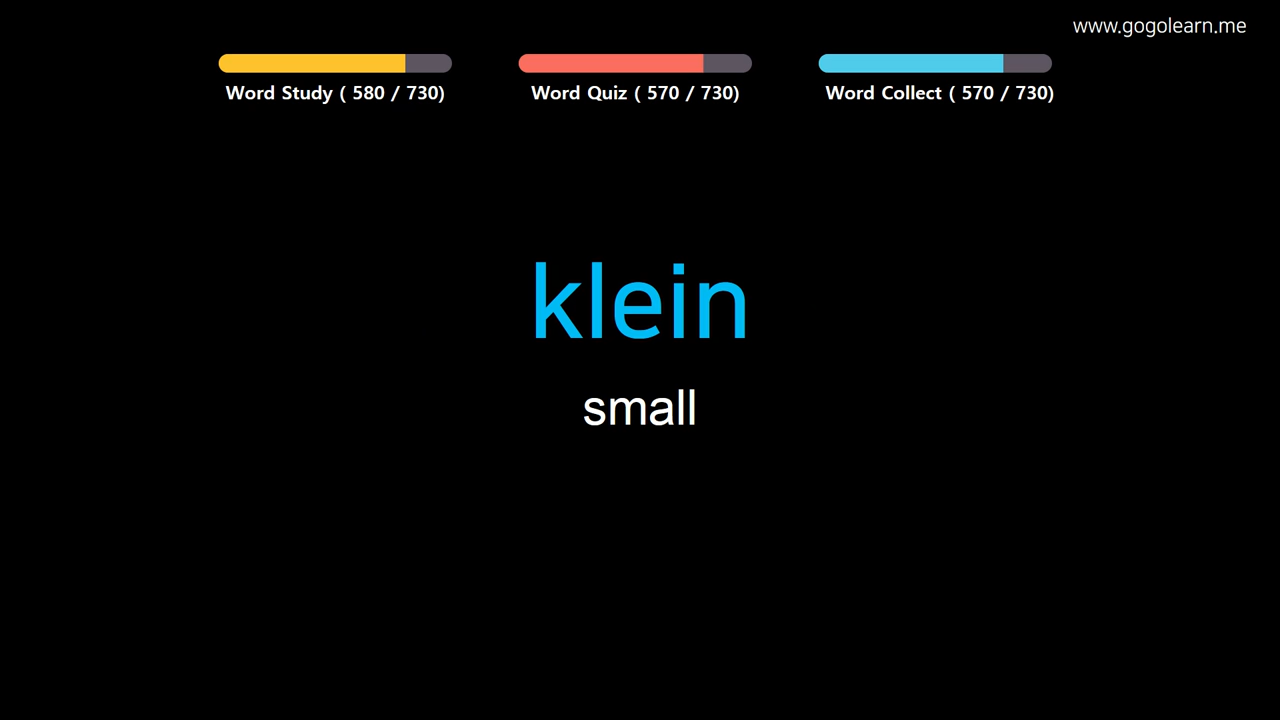 www.gogolearn.me
Word Study ( 580 / 730)
Word Quiz ( 570 / 730)
Word Collect ( 570 / 730)
klein
small